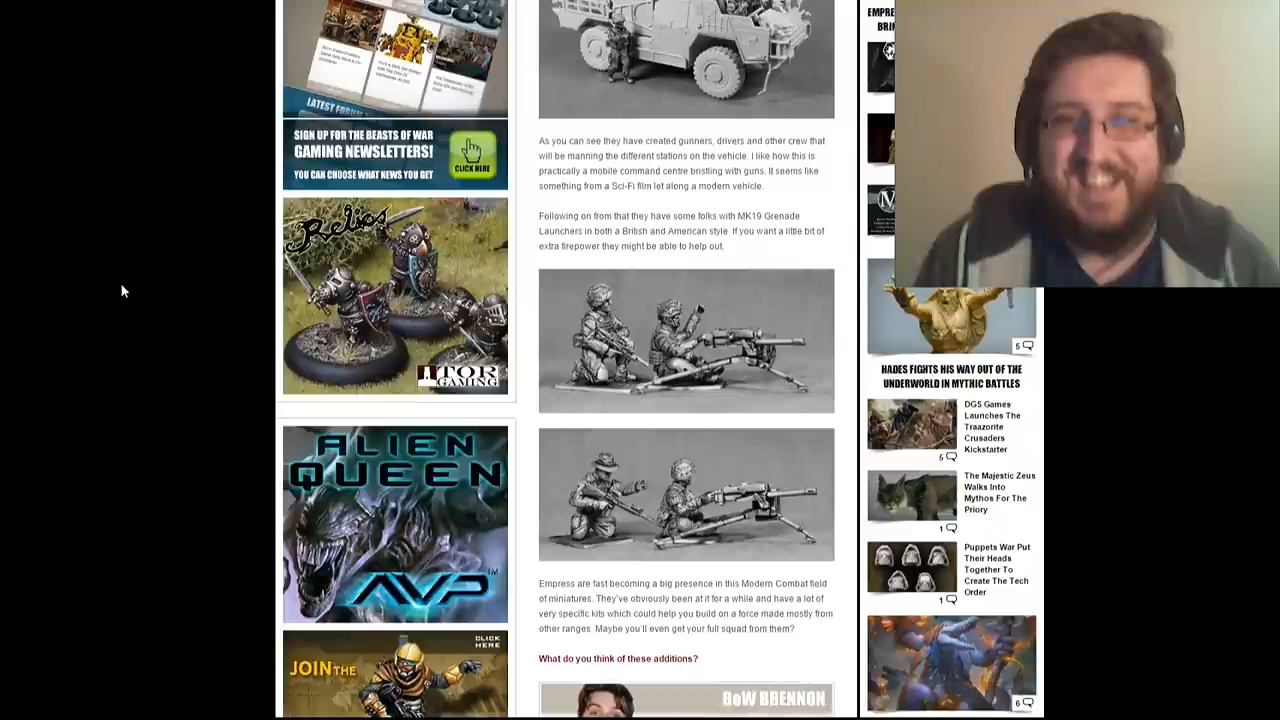 LATEST FORUM
SIGN UP FOR THE BEASTS OF WAR
GAMING NEWSLETTERS!
YOU CAN CHOOSE WHAT NEWS YOU GET
CLICK HERE
Relics
TOR
GAMING
ALIEN
QUEEN
AVP
TM
CLICK
HERE
JOIN THE
As you can see they have created gunners, drivers and other crew that
will be manning the different stations on the vehicle. I like how this is
practically a mobile command centre bristling with guns. It seems like
something from a Sci-Fi film let along a modern vehicle.
Following on from that they have some folks with MK19 Grenade
Launchers in both a British and American style. If you want a little bit of
extra firepower they might be able to help out.
Empress are fast becoming a big presence in this Modern Combat field
of miniatures. They've obviously been at it for a while and have a lot of
very specific kits which could help you build on a force made mostly from
other ranges. Maybe you'll even get your full squad from them?
What do you think of these additions?
BoW BRENNON
EMPRE
BRI
5
HADES FIGHTS HIS WAY OUT OF THE
UNDERWORLD IN MYTHIC BATTLES
DGS Games
Launches The
Traazorite
Crusaders
Kickstarter
5
The Majestic Zeus
Walks Into
Mythos For The
Priory
1
Puppets War Put
Their Heads
Together To
Create The Tech
Order
1
6